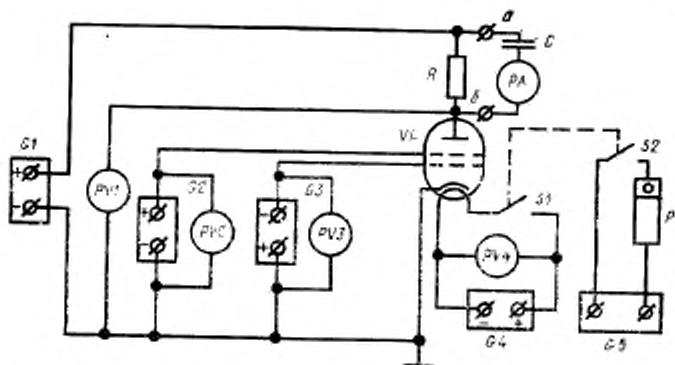 а
C
R
PA
б
VL
G1
S2
+
-
PV1
G2
+
-
PV2
G3
-
+
PV3
S1
P
PV4
-
+
G4
G5